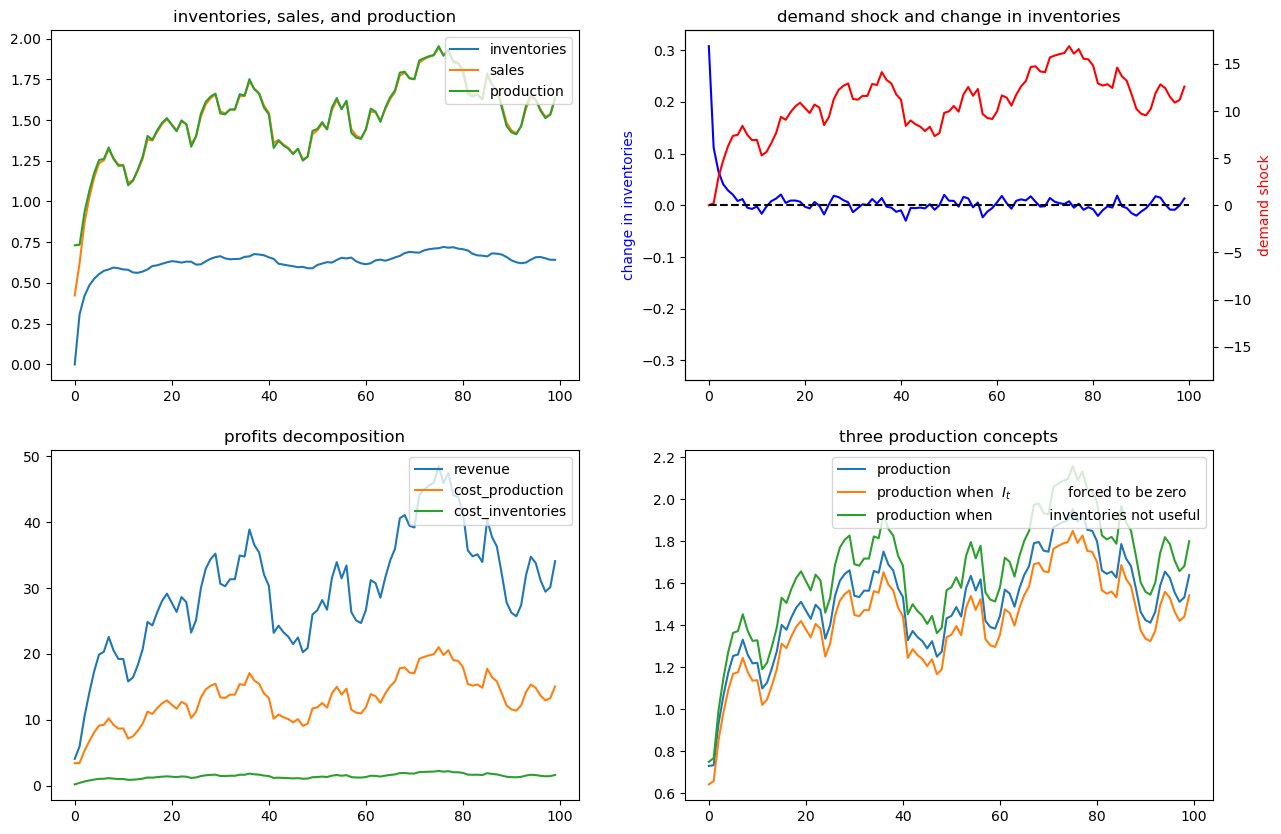 inventories, sales, and production
2.00
1.75
1.50
1.25
1.00
0.75
0.50
0.25
0.00
inventories
sales
production
0 20 40 60 80 100
demand shock and change in inventories
change in inventories
0.3
0.2
0.1
0.0
−0.1
−0.2
−0.3
15
10
5
0
−5
−10
−15
demand shock
0 20 40 60 80 100
profits decomposition
50
40
30
20
10
0
revenue
cost_production
cost_inventories
0 20 40 60 80 100
three production concepts
2.2
2.0
1.8
1.6
1.4
1.2
1.0
0.8
0.6
production
production when I_t forced to be zero
production when inventories not useful
0 20 40 60 80 100